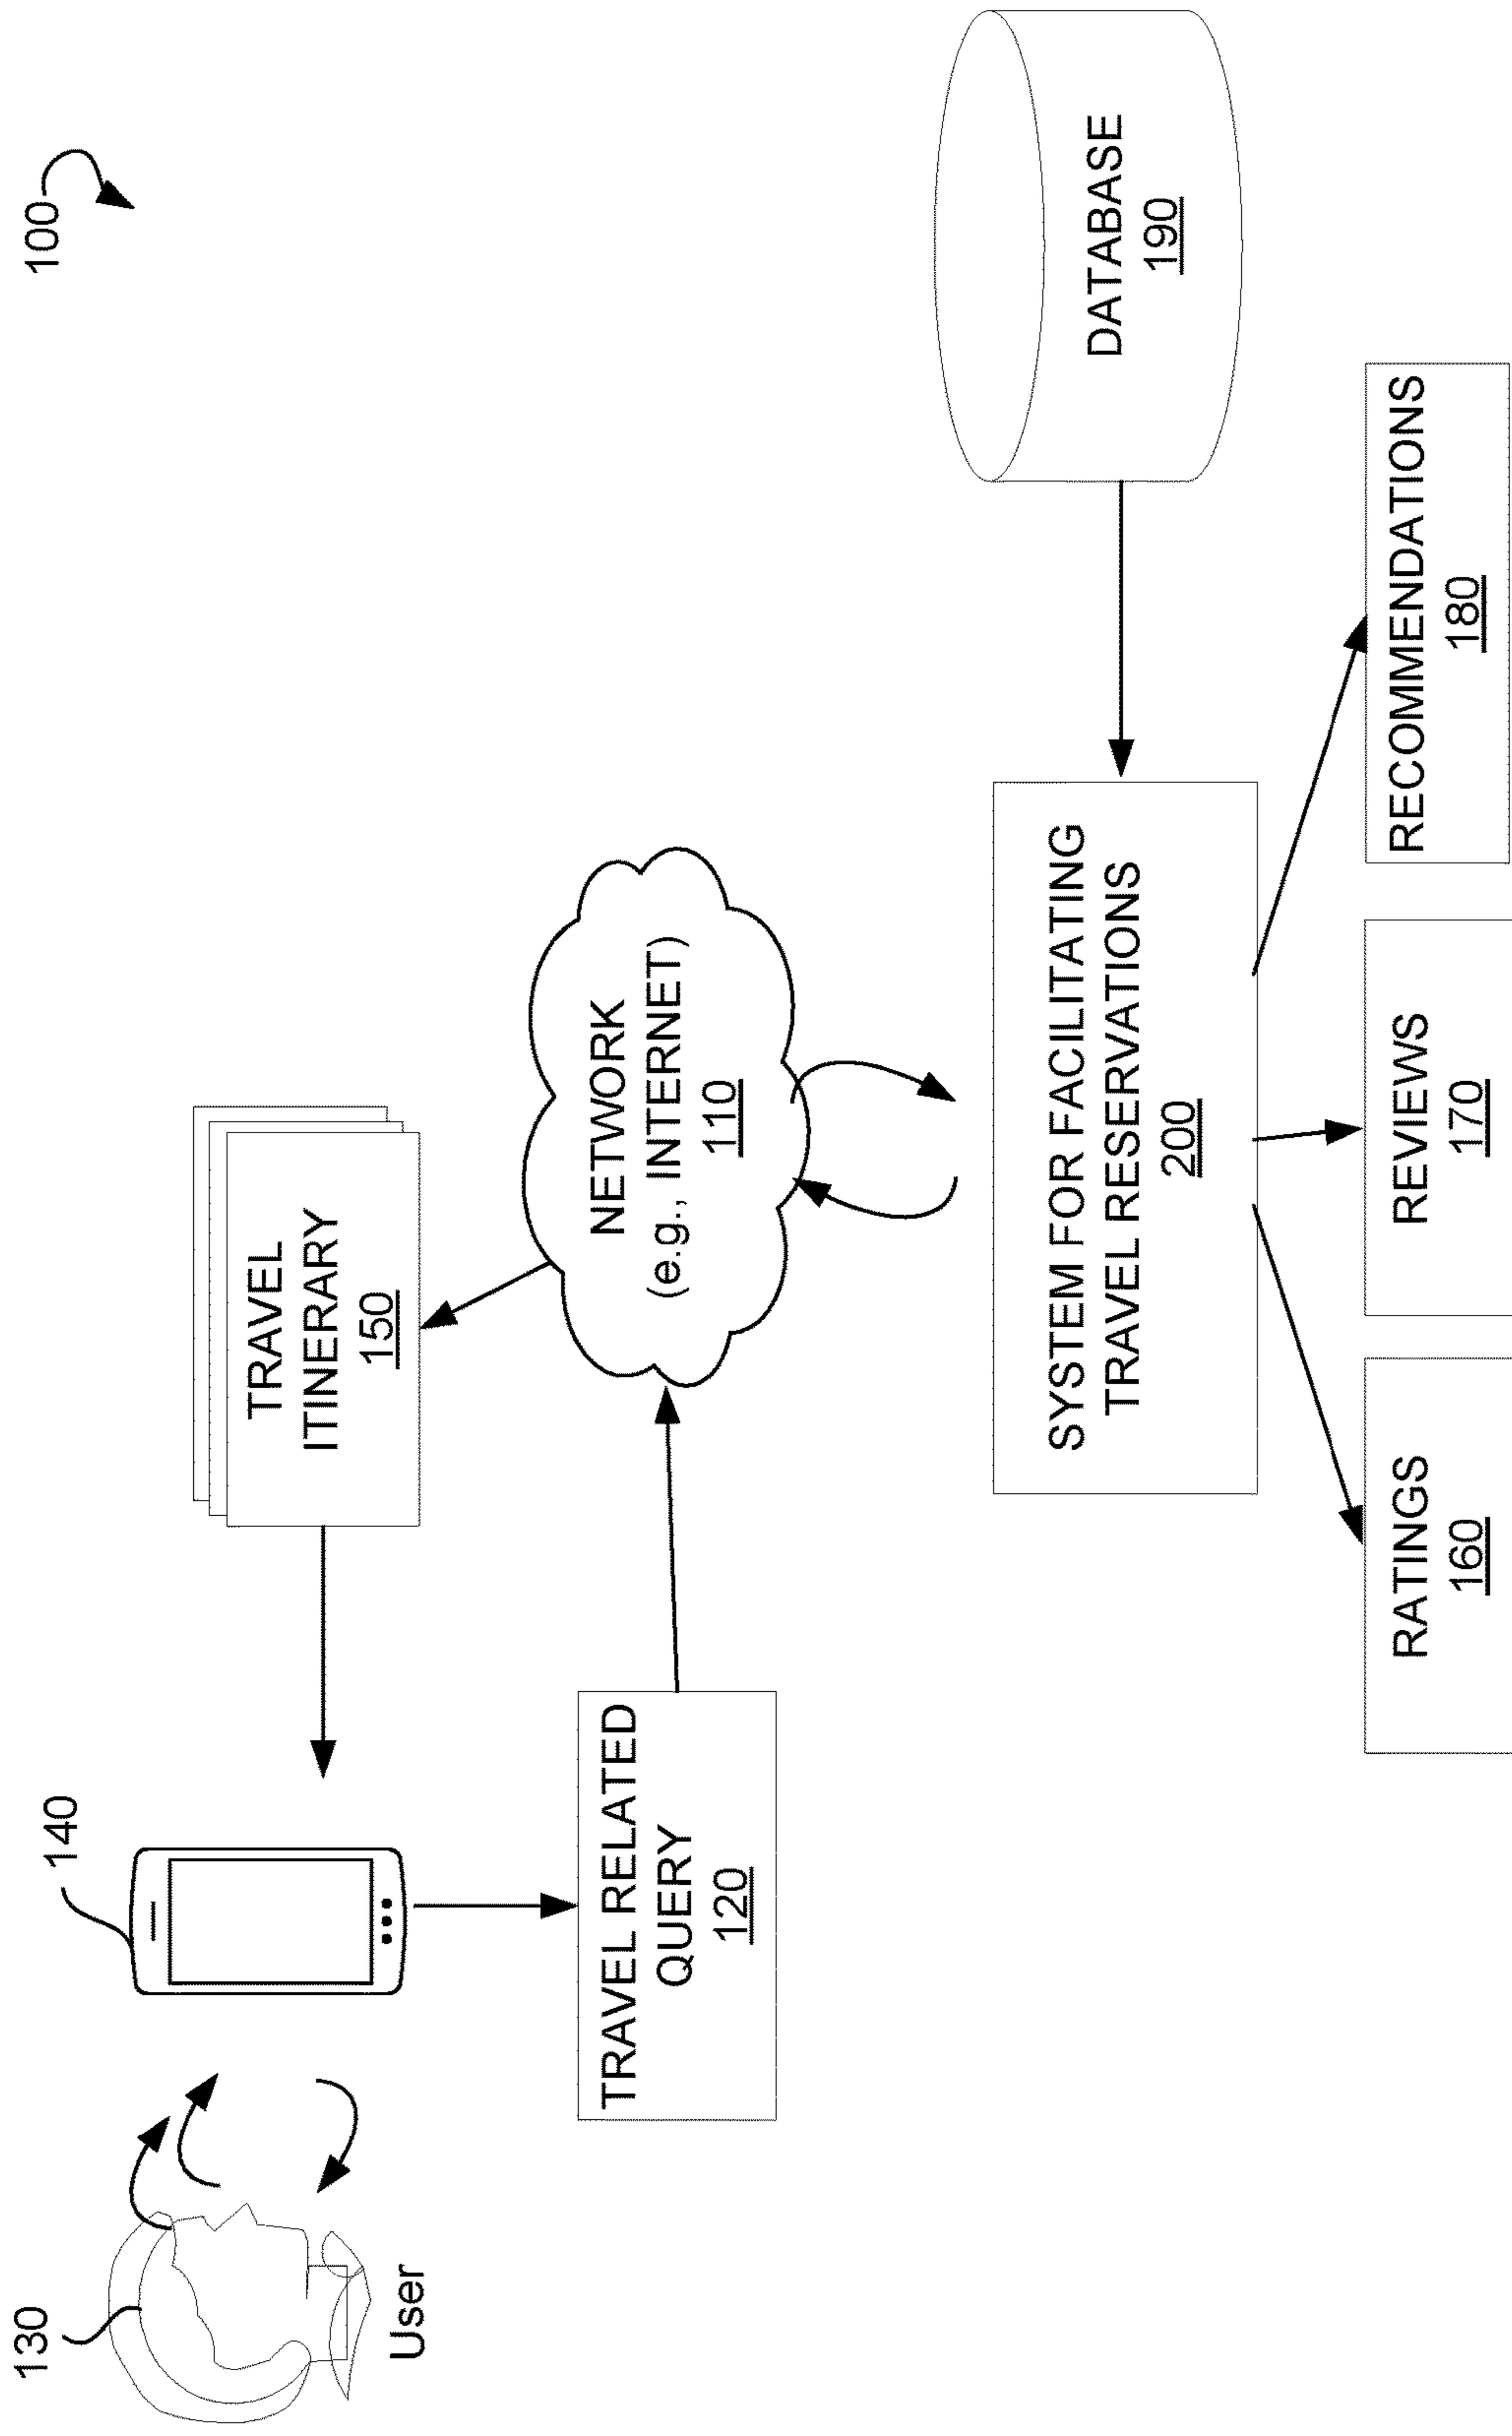 100
130
User
140
TRAVEL
ITINERARY
150
TRAVEL RELATED
QUERY
120
NETWORK
(e.g., INTERNET)
110
SYSTEM FOR FACILITATING
TRAVEL RESERVATIONS
200
DATABASE
190
RATINGS
160
REVIEWS
170
RECOMMENDATIONS
180